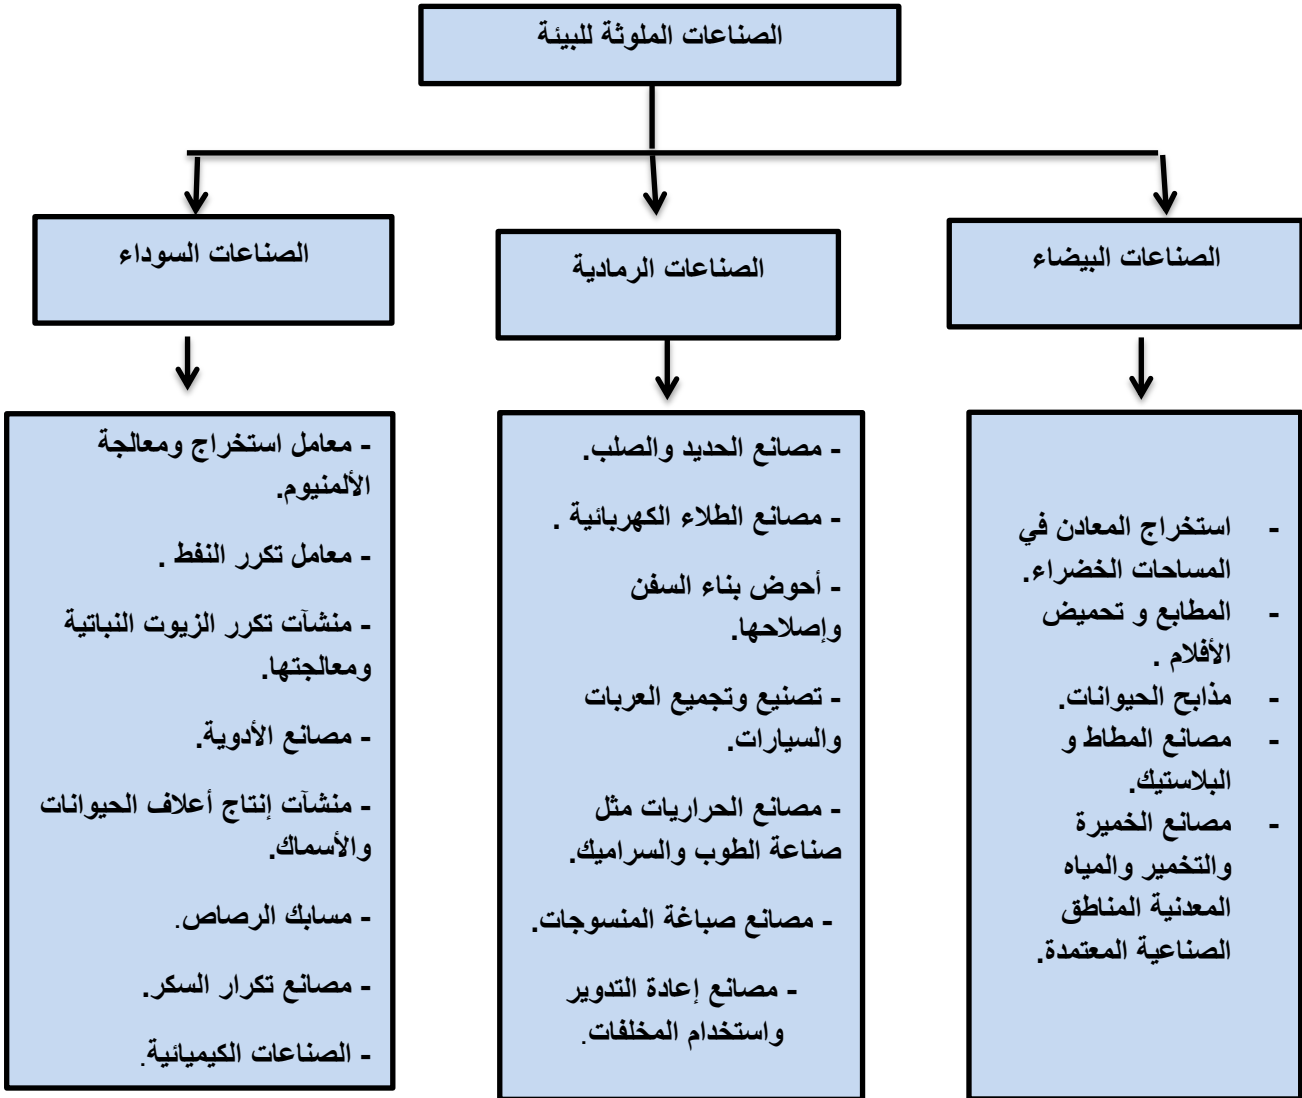 الصناعات الملوثة للبيئة
الصناعات البيضاء
الصناعات الرمادية
الصناعات السوداء
- استخراج المعادن في
المساحات الخضراء.
- المطابع و تحميض
الأفلام .
- مذابح الحيوانات.
- مصانع المطاط و
البلاستيك.
- مصانع الخميرة
والتخمير والمياه
المعدنية المناطق
الصناعية المعتمدة.
- مصانع الحديد والصلب.
- مصانع الطلاء الكهربائية .
- أحوض بناء السفن
وإصلاحها.
- تصنيع وتجميع العربات
والسيارات.
- مصانع الحراريات مثل
صناعة الطوب والسراميك.
- مصانع صباغة المنسوجات.
- مصانع إعادة التدوير
واستخدام المخلفات.
- معامل استخراج ومعالجة
الألمنيوم.
- معامل تكرر النفط .
- منشآت تكرر الزيوت النباتية
ومعالجتها.
- مصانع الأدوية.
- منشآت إنتاج أعلاف الحيوانات
والأسماك.
- مسابك الرصاص.
- مصانع تكرار السكر.
- الصناعات الكيميائية.